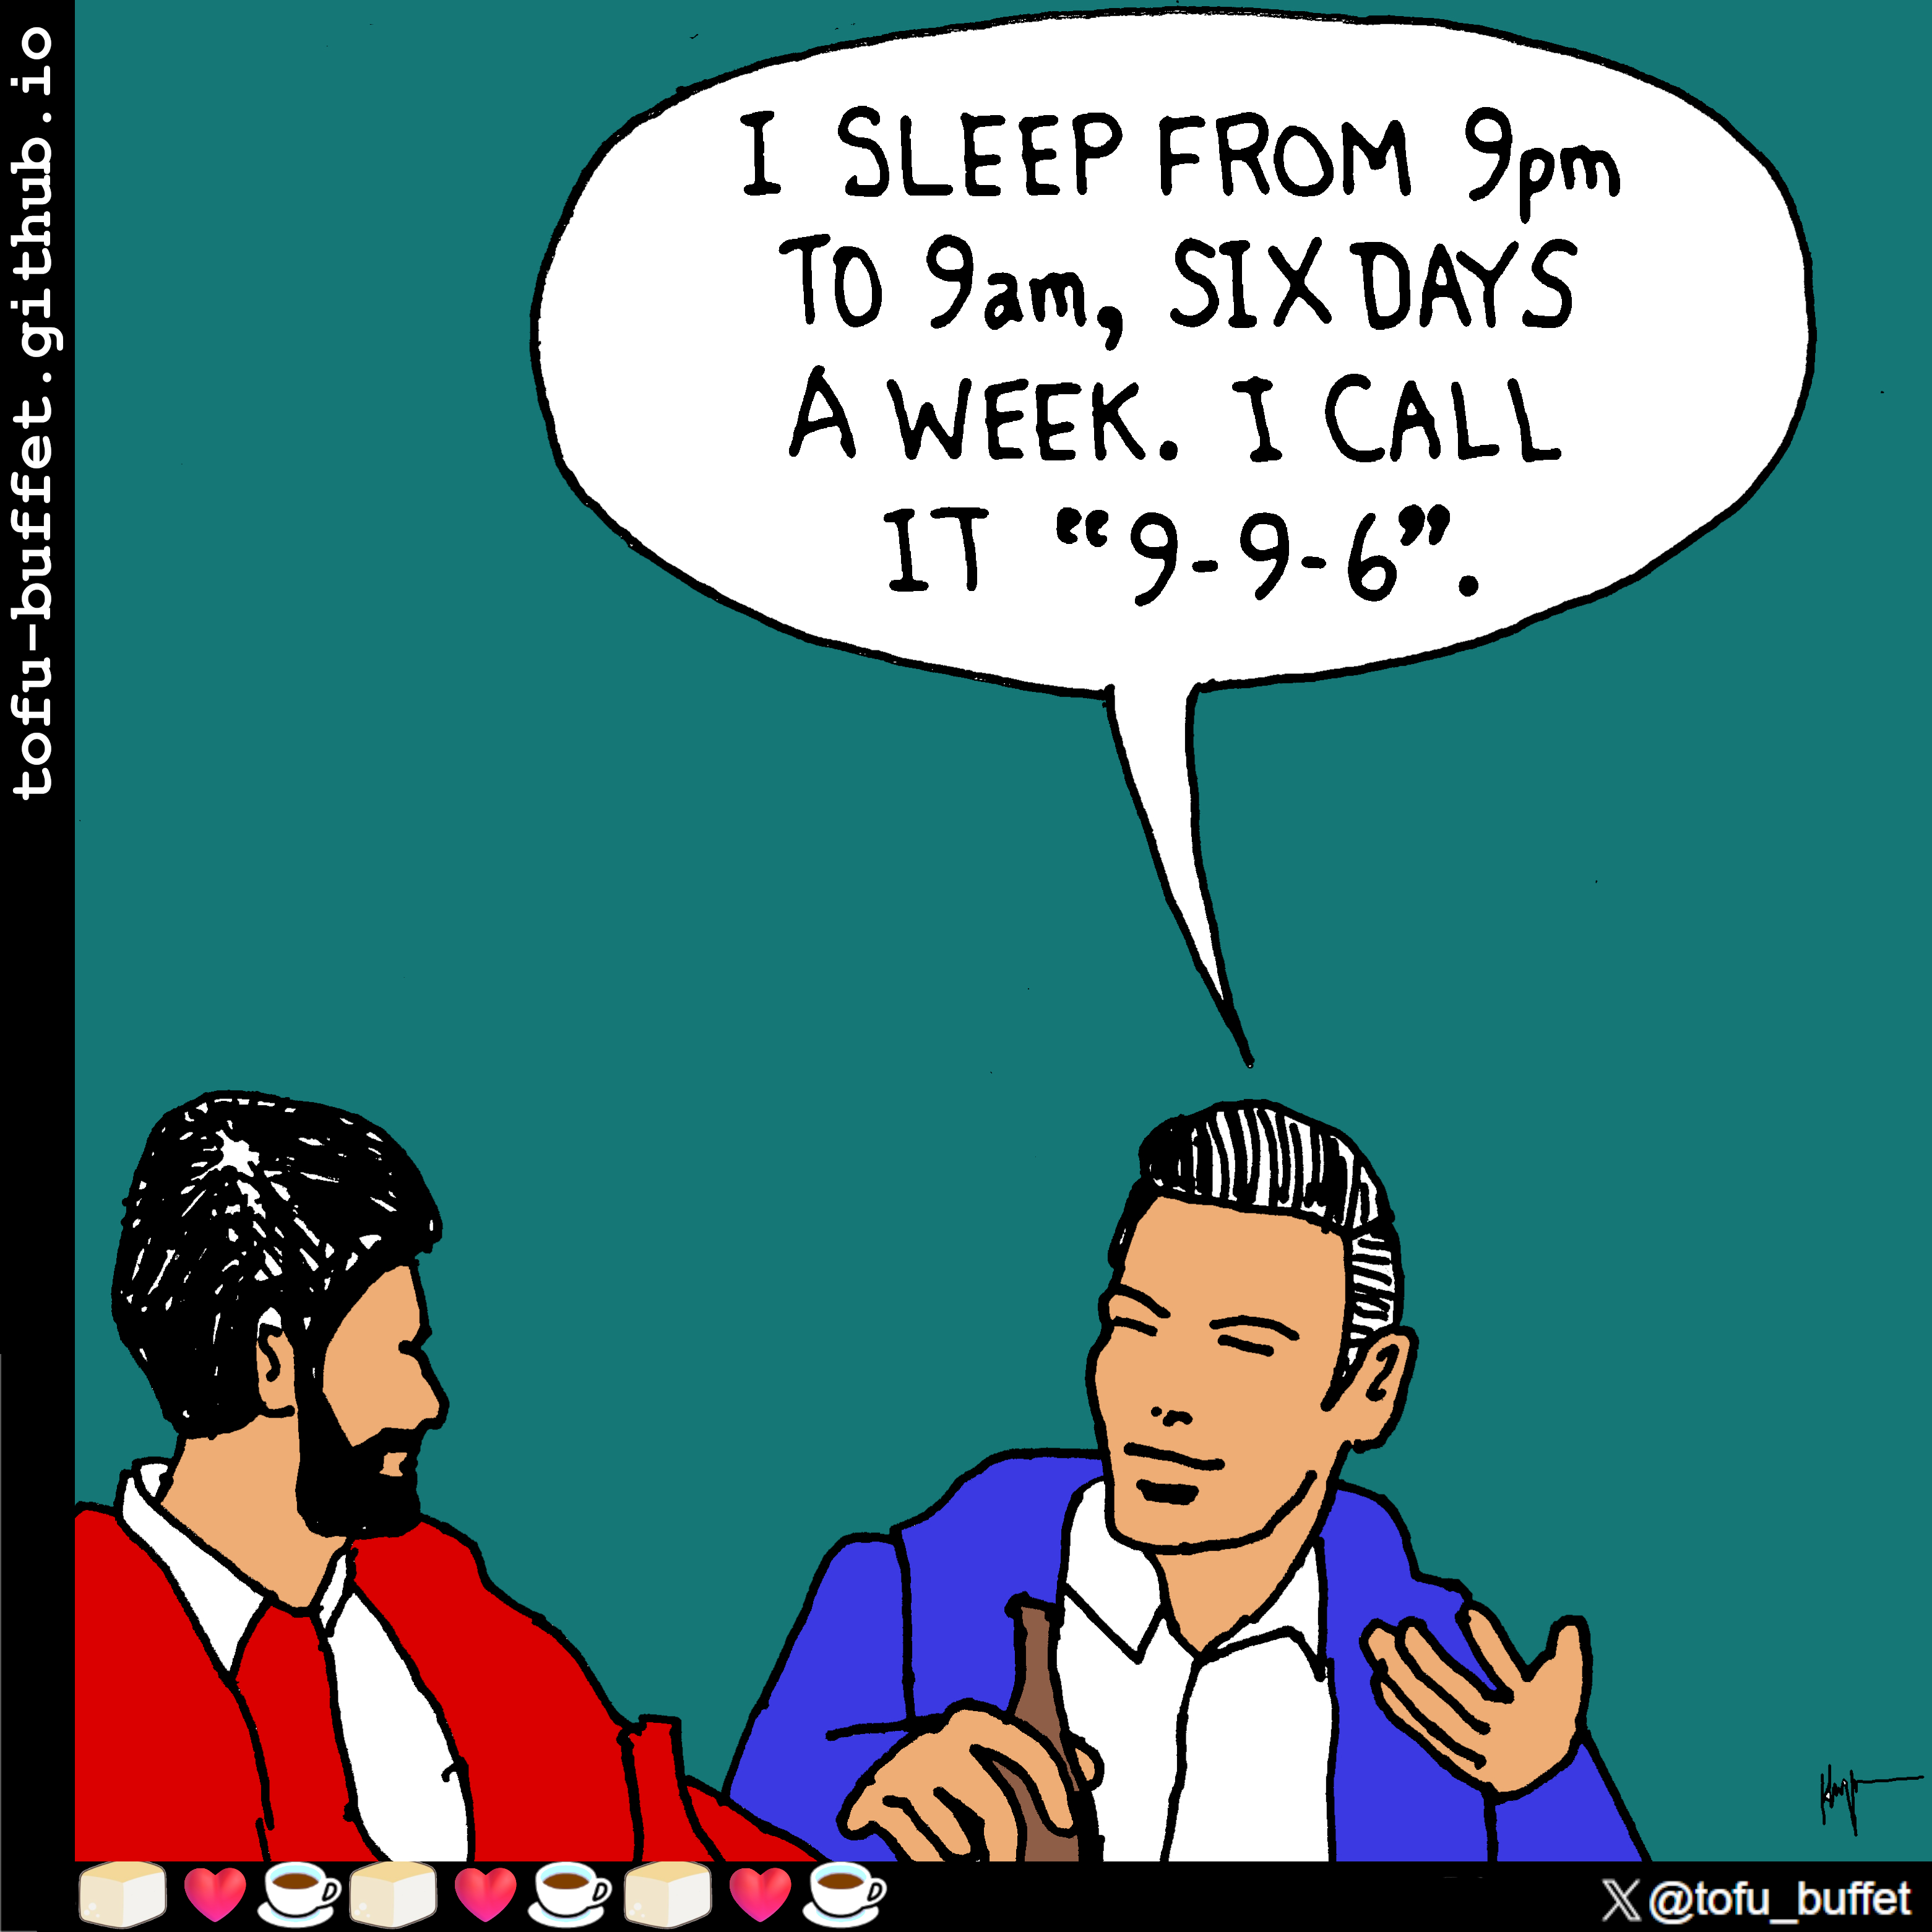 I SLEEP FROM 9pm
TO 9am, SIX DAYS
A WEEK. I CALL
IT “9-9-6”.
tofu-buffet.github.io
X @tofu_buffet